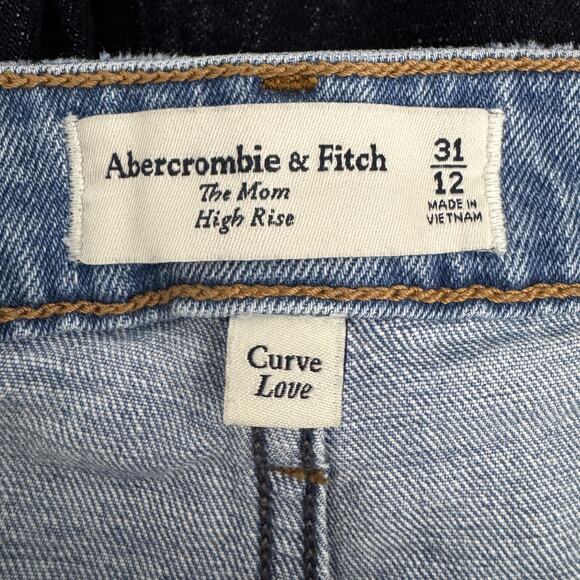 Abercrombie & Fitch
The Mom
High Rise
31
12
MADE IN
VIETNAM
Curve
Love